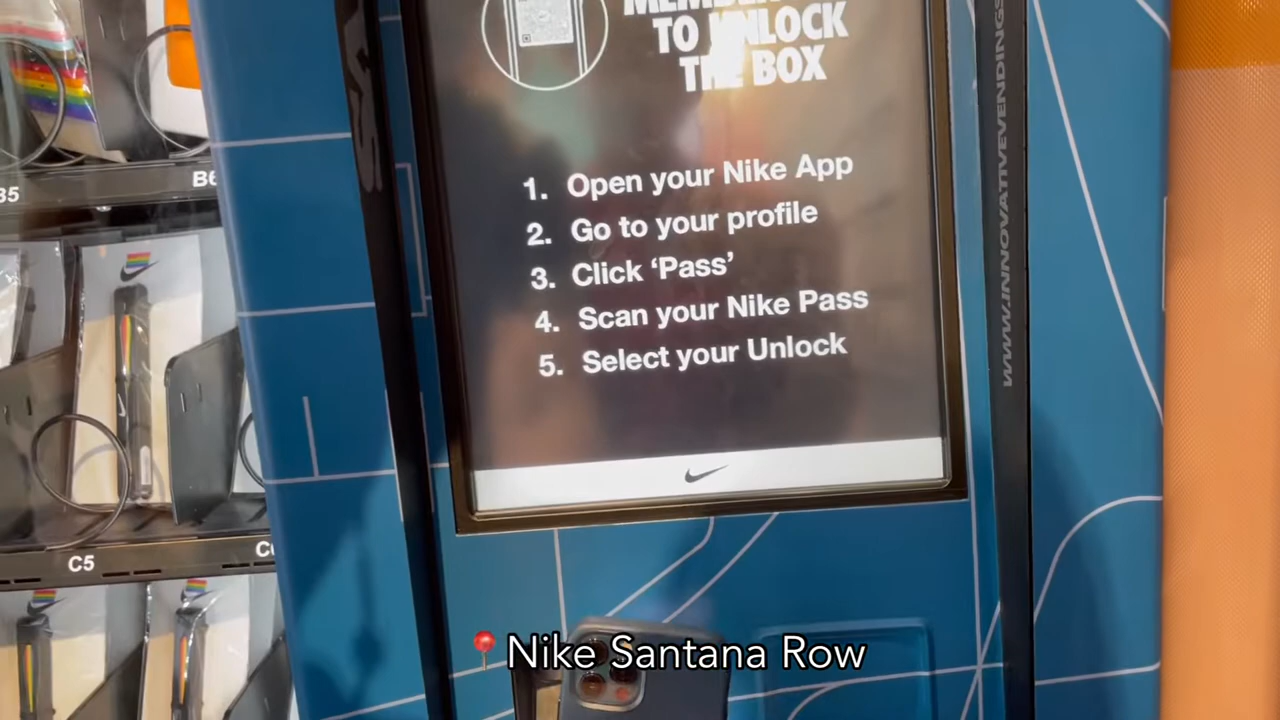 TO UNLOCK
THE BOX
1. Open your Nike App
2. Go to your profile
3. Click ‘Pass’
4. Scan your Nike Pass
5. Select your Unlock
B6
C5
📍Nike Santana Row